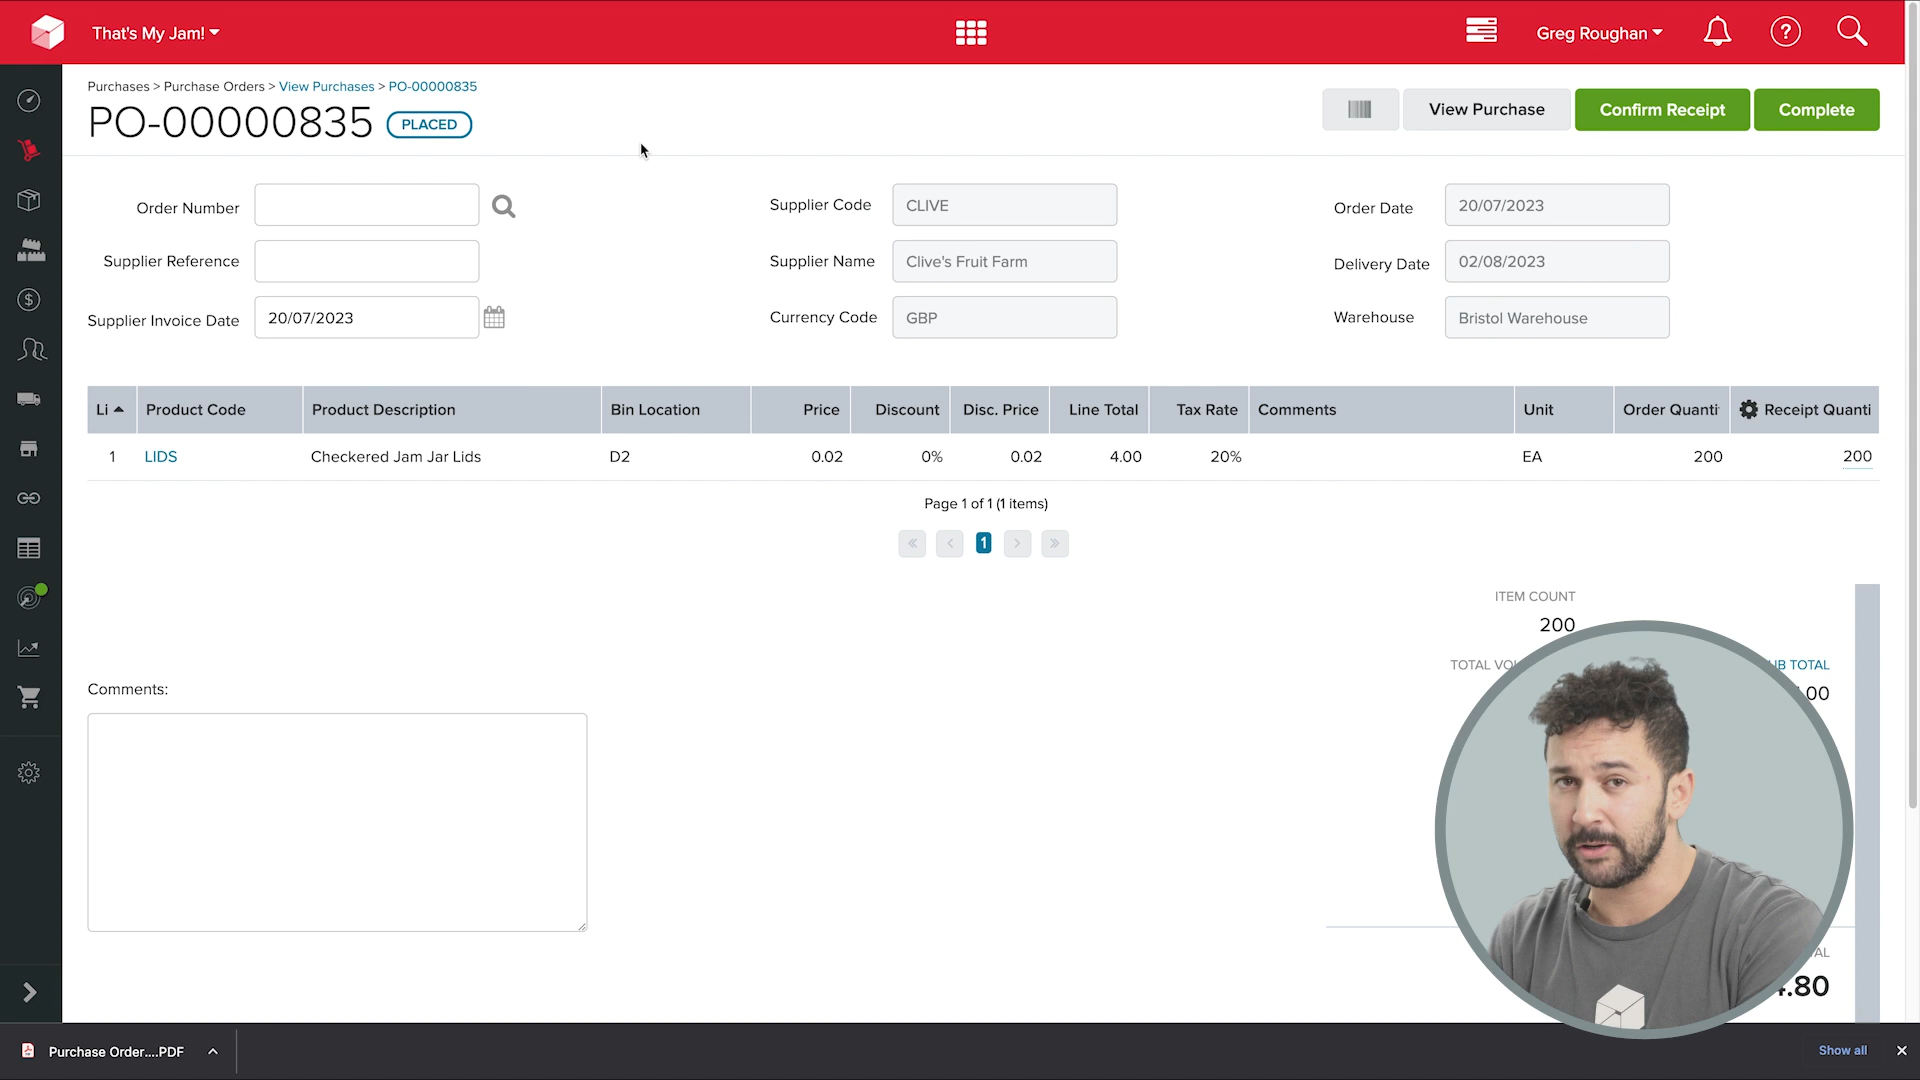 That's My Jam!
Greg Roughan
Purchases > Purchase Orders > View Purchases > PO-00000835
PO-00000835 PLACED
View Purchase
Confirm Receipt
Complete
Order Number
Supplier Code CLIVE
Order Date 20/07/2023
Supplier Reference
Supplier Name Clive's Fruit Farm
Delivery Date 02/08/2023
Supplier Invoice Date 20/07/2023
Currency Code GBP
Warehouse Bristol Warehouse
Li Product Code Product Description Bin Location Price Discount Disc. Price Line Total Tax Rate Comments Unit Order Quanti Receipt Quanti
1 LIDS Checkered Jam Jar Lids D2 0.02 0% 0.02 4.00 20% EA 200 200
Page 1 of 1 (1 items)
« < 1 > »
ITEM COUNT
200
TOTAL
TOTAL
Comments:
.80
Purchase Order....PDF
Show all